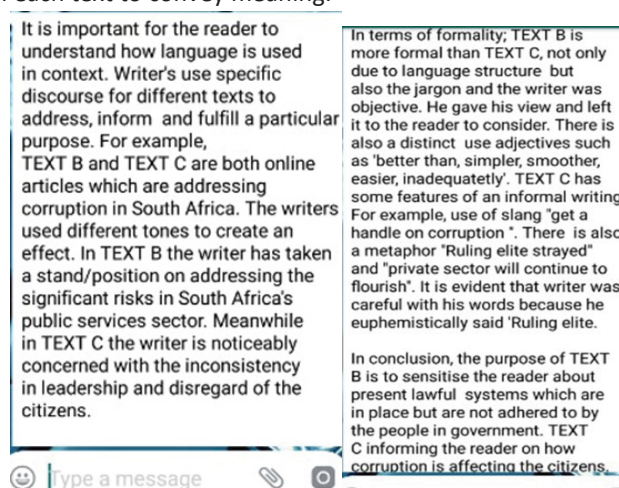 each text to convey meaning.
It is important for the reader to
understand how language is used
in context. Writer's use specific
discourse for different texts to
address, inform  and fulfill a particular
purpose. For example,
TEXT B and TEXT C are both online
articles which are addressing
corruption in South Africa. The writers
used different tones to create an
effect. In TEXT B the writer has taken
a stand/position on addressing the
significant risks in South Africa's
public services sector. Meanwhile
in TEXT C the writer is noticeably
concerned with the inconsistency
in leadership and disregard of the
citizens.
Type a message
In terms of formality; TEXT B is
more formal than TEXT C, not only
due to language structure  but
also the jargon and the writer was
objective. He gave his view and left
it to the reader to consider. There is
also a distinct  use adjectives such
as 'better than, simpler, smoother,
easier, inadequatetly'. TEXT C has
some features of an informal writing
For example, use of slang "get a
handle on corruption ". There  is also
a metaphor "Ruling elite strayed"
and "private sector will continue to
flourish". It is evident that writer was
careful with his words because he
euphemistically said 'Ruling elite.
In conclusion, the purpose of TEXT
B is to sensitise the reader about
present lawful  systems which are
in place but are not adhered to by
the people in government. TEXT
C informing the reader on how
corruption is affecting the citizens.